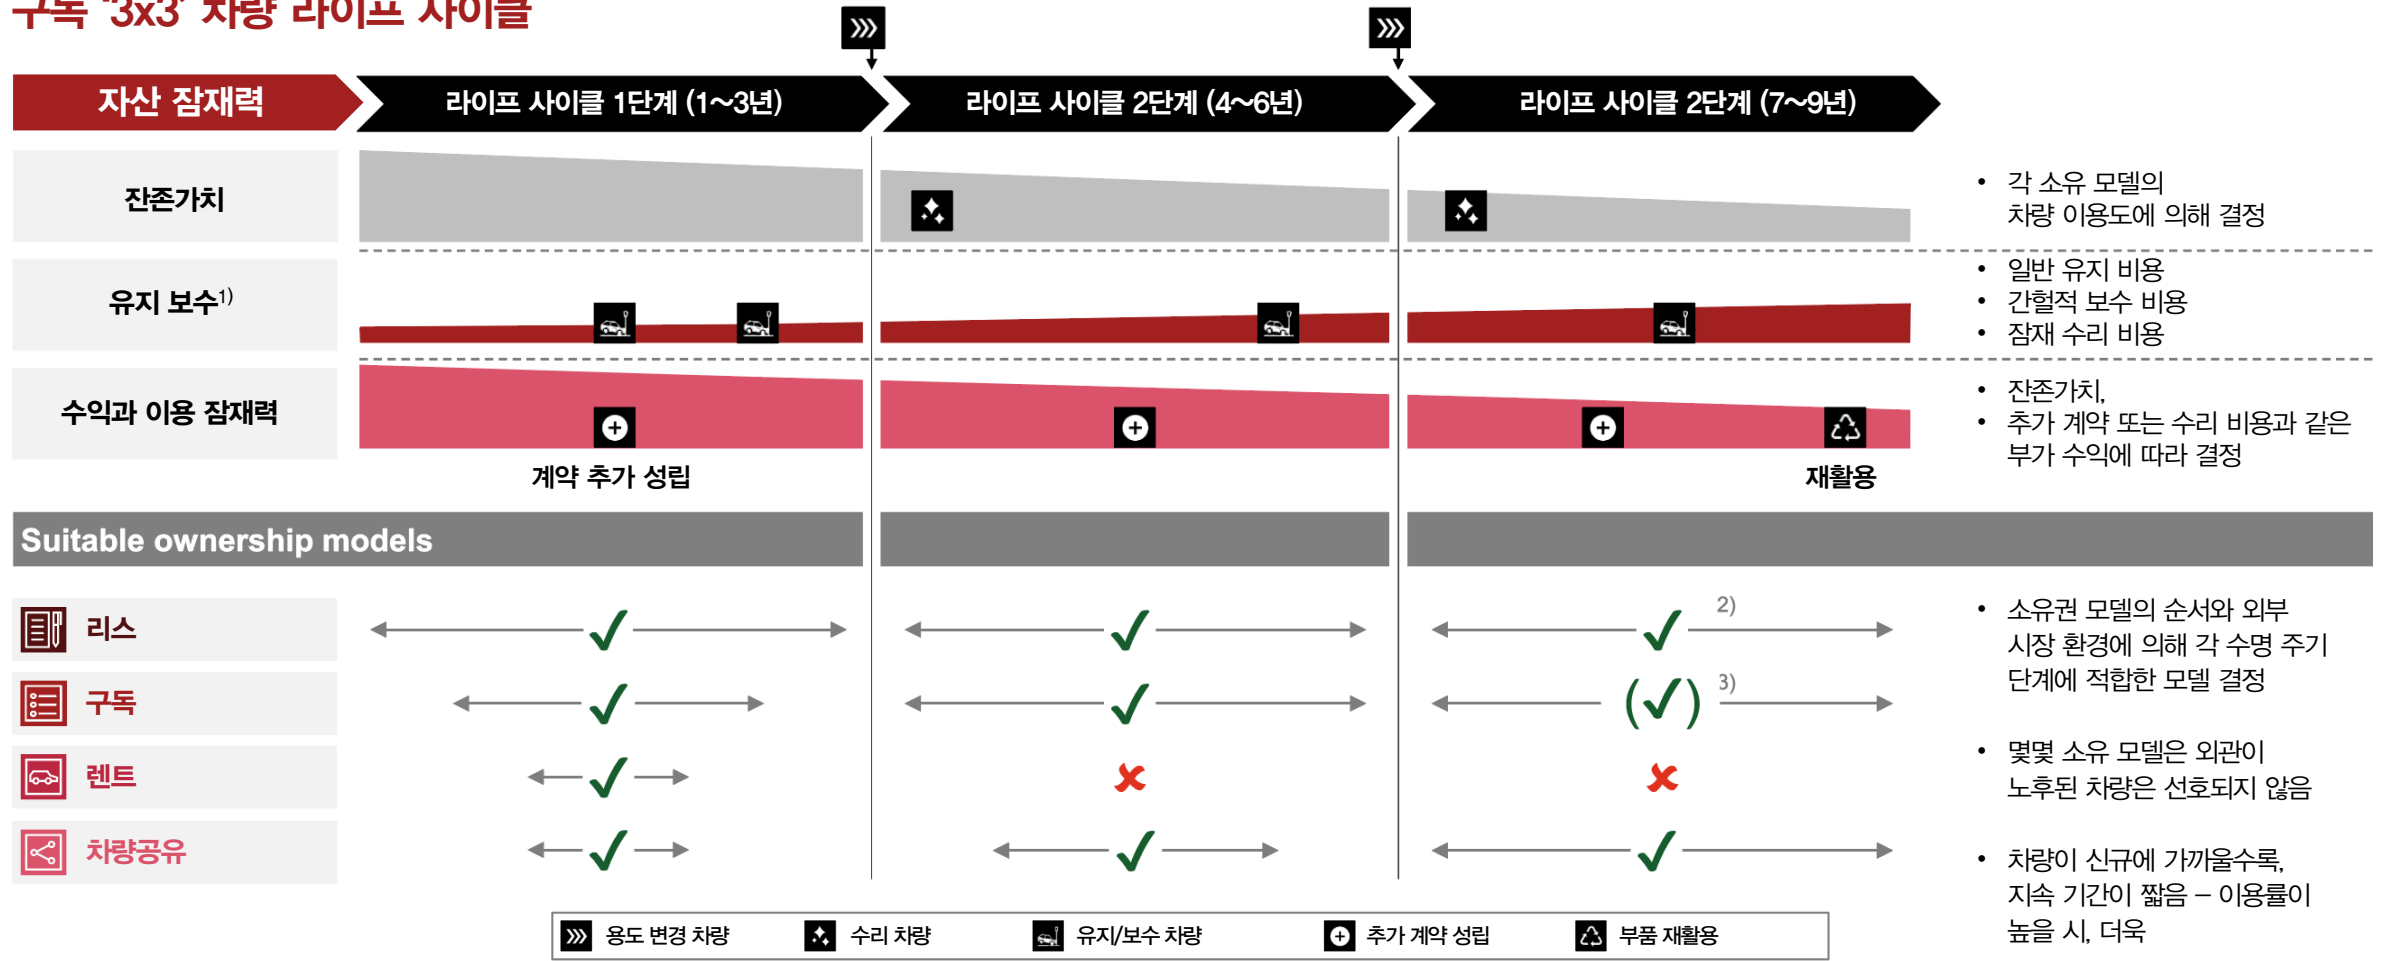 구독 ‘3x3’ 차량 라이프 사이클
자산 잠재력
라이프 사이클 1단계 (1~3년)
라이프 사이클 2단계 (4~6년)
라이프 사이클 2단계 (7~9년)
잔존가치
• 각 소유 모델의
차량 이용도에 의해 결정
유지 보수1)
• 일반 유지 비용
• 간헐적 보수 비용
• 잠재 수리 비용
수익과 이용 잠재력
• 잔존가치,
• 추가 계약 또는 수리 비용과 같은
부가 수익에 따라 결정
계약 추가 성립
재활용
Suitable ownership models
리스
2)
구독
3)
렌트
차량공유
• 소유권 모델의 순서와 외부
시장 환경에 의해 각 수명 주기
단계에 적합한 모델 결정
• 몇몇 소유 모델은 외관이
노후된 차량은 선호되지 않음
• 차량이 신규에 가까울수록,
지속 기간이 짧음 – 이용률이
높을 시, 더욱
용도 변경 차량
수리 차량
유지/보수 차량
추가 계약 성립
부품 재활용